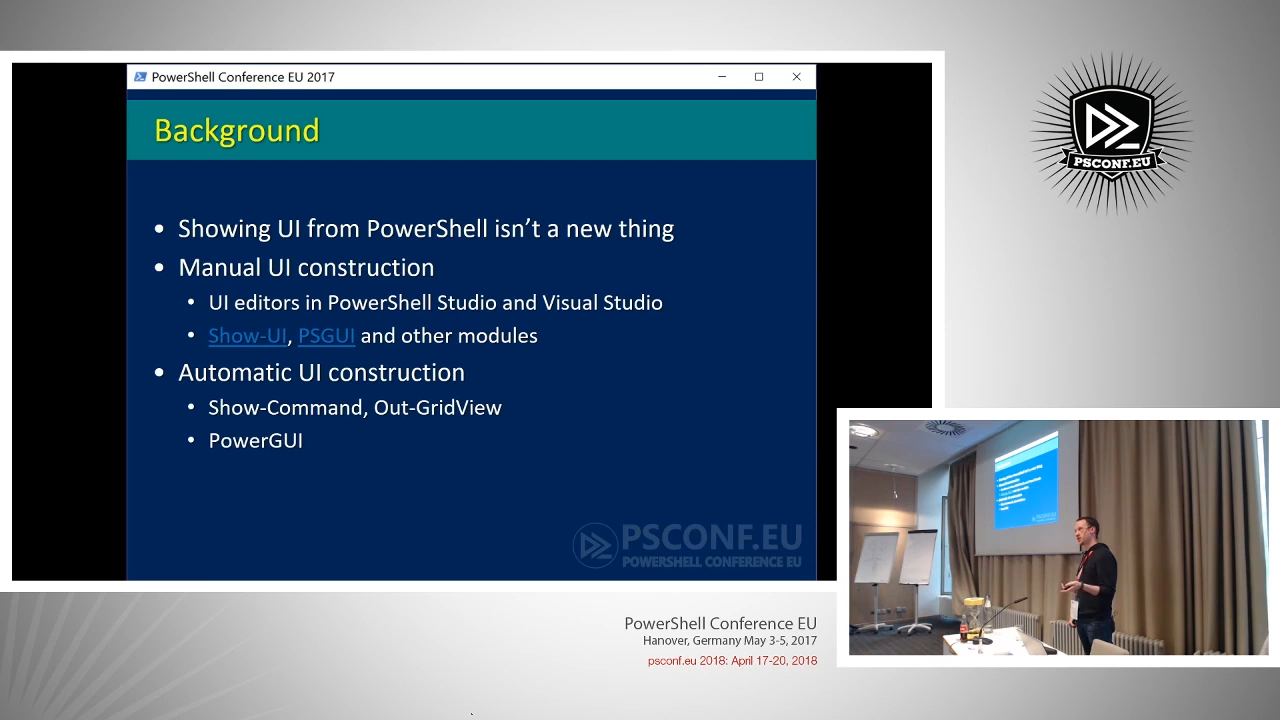 PowerShell Conference EU 2017
Background
• Showing UI from PowerShell isn’t a new thing
• Manual UI construction
• UI editors in PowerShell Studio and Visual Studio
• Show-UI, PSGUI and other modules
• Automatic UI construction
• Show-Command, Out-GridView
• PowerGUI
PSCONF.EU
POWERSHELL CONFERENCE EU
PSCONF.EU
PowerShell Conference EU
Hanover, Germany May 3-5, 2017
psconf.eu 2018: April 17-20, 2018